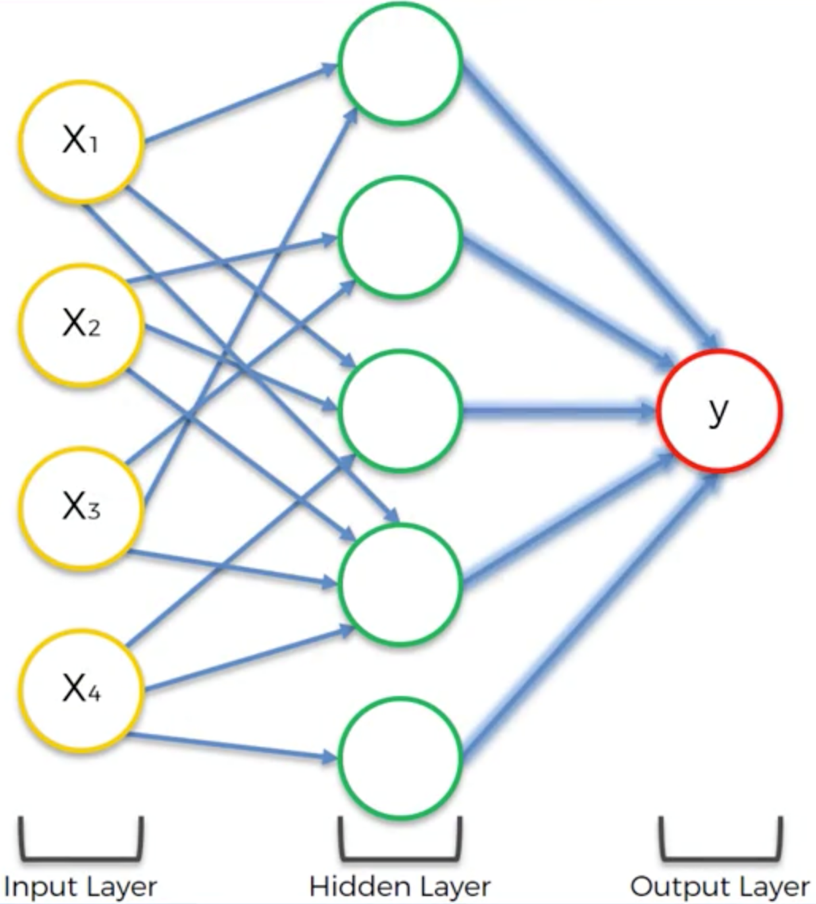 X1
X2
X3
X4
y
Input Layer
Hidden Layer
Output Layer